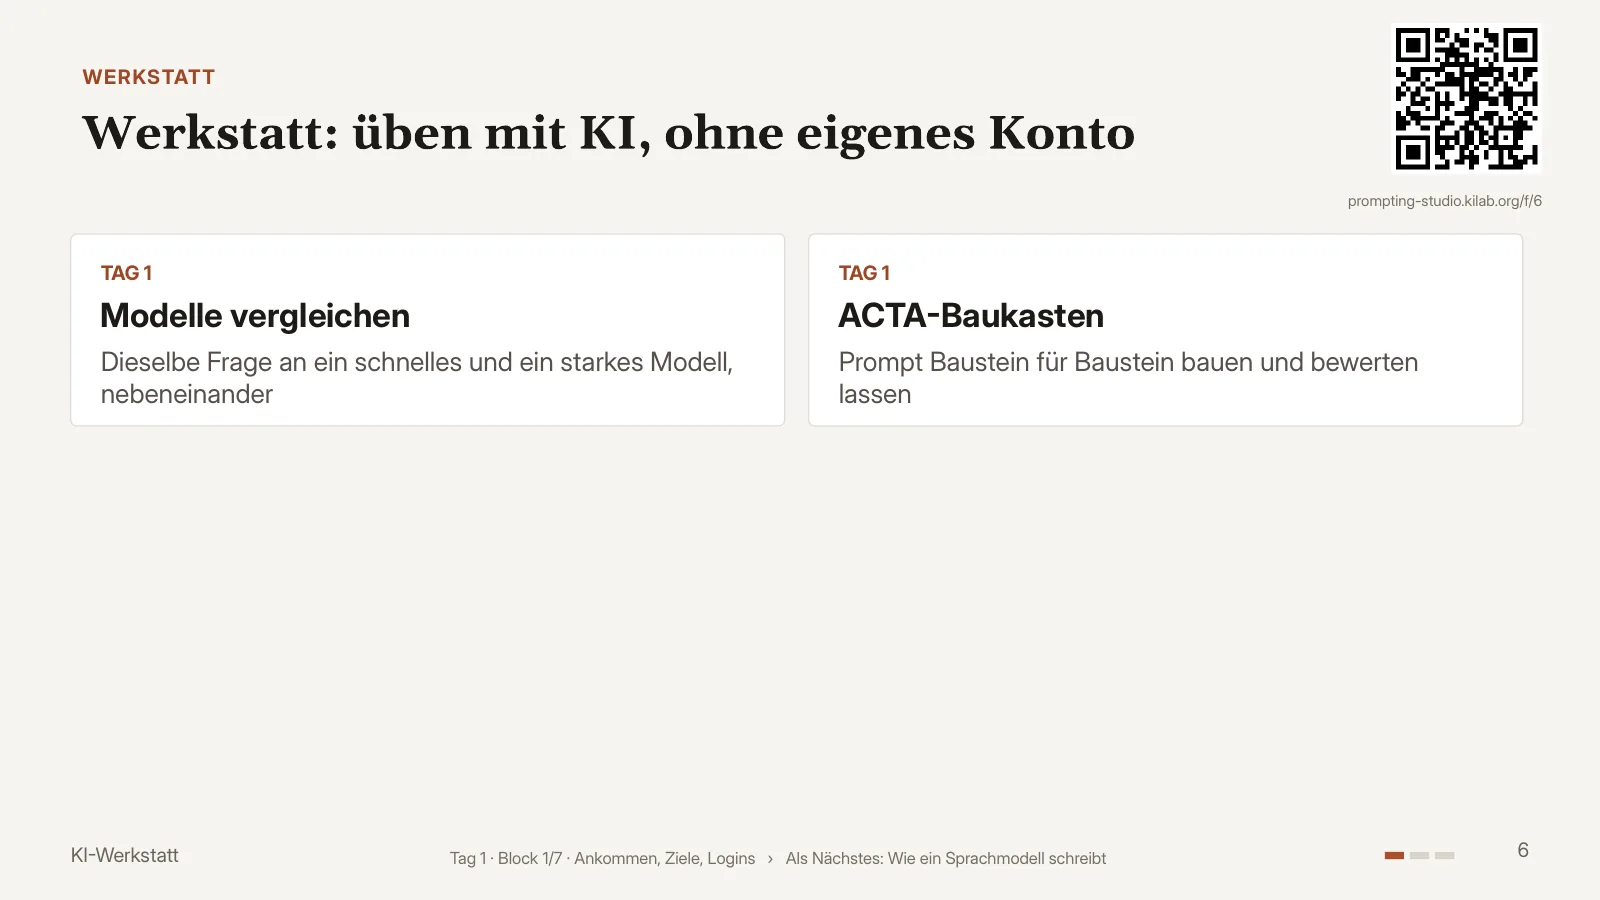 WERKSTATT
Werkstatt: üben mit KI, ohne eigenes Konto
prompting-studio.kilab.org/f/6
TAG 1
Modelle vergleichen
Dieselbe Frage an ein schnelles und ein starkes Modell,
nebeneinander
TAG 1
ACTA-Baukasten
Prompt Baustein für Baustein bauen und bewerten
lassen
KI-Werkstatt
Tag 1 · Block 1/7 · Ankommen, Ziele, Logins › Als Nächstes: Wie ein Sprachmodell schreibt
6